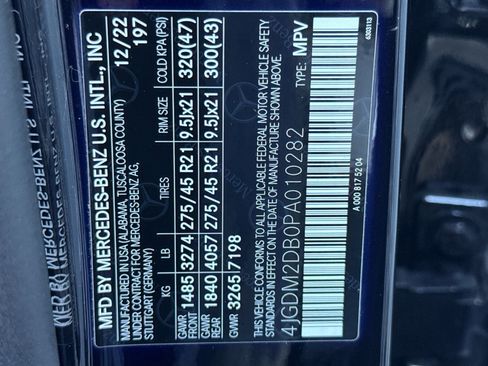 MFD BY MERCEDES-BENZ U.S. INTL., INC
MANUFACTURED IN USA (ALABAMA, TUSCALOOSA COUNTY)
UNDER CONTRACT FOR MERCEDES-BENZ AG,
STUTTGART (GERMANY)
12/22
197
KG LB TIRES RIM SIZE COLD KPA(PSI)
GAWR FRONT 1485 3274 275/45 R21 9.5Jx21 320(47)
GAWR REAR 1840 4057 275/45 R21 9.5Jx21 300(43)
GVWR 3265 7198
THIS VEHICLE CONFORMS TO ALL APPLICABLE FEDERAL MOTOR VEHICLE SAFETY
STANDARDS IN EFFECT ON THE DATE OF MANUFACTURE SHOWN ABOVE.
4JGDM2DB0PA010282 MPV
A 000 817 52 04
6303113